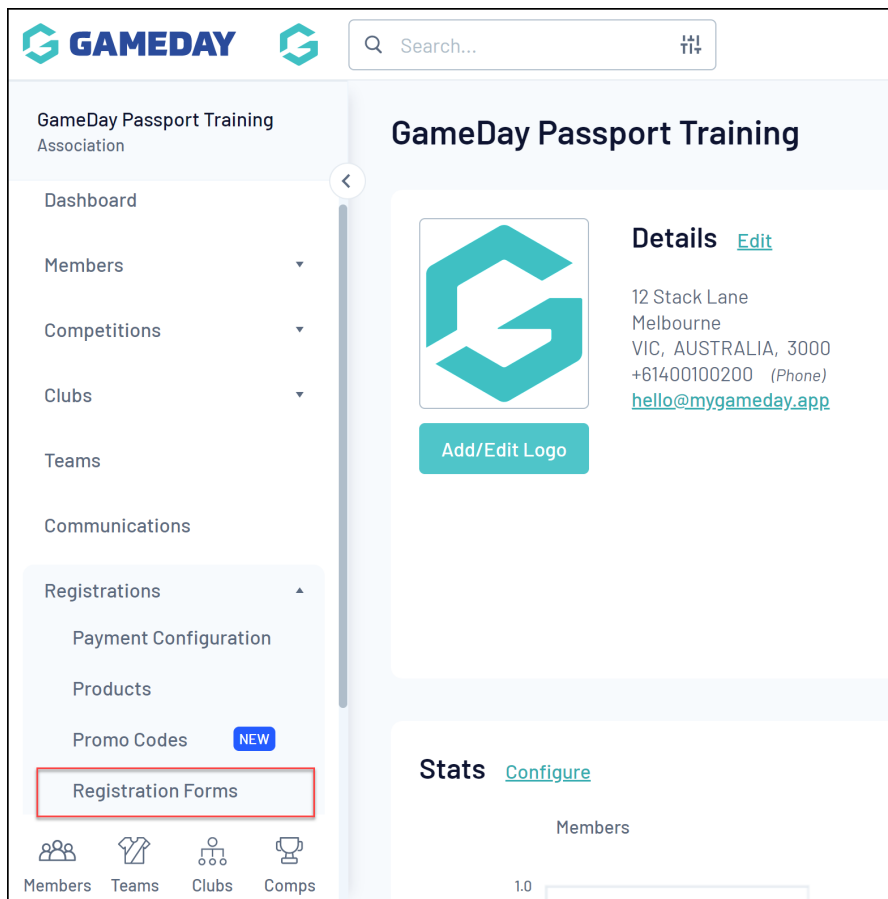 GAMEDAY
Search...
GameDay Passport Training
Association
Dashboard
Members
Competitions
Clubs
Teams
Communications
Registrations
Payment Configuration
Products
Promo Codes NEW
Registration Forms
Members Teams Clubs Comps
GameDay Passport Training
Add/Edit Logo
Details Edit
12 Stack Lane
Melbourne
VIC, AUSTRALIA, 3000
+61400100200 (Phone)
hello@mygameday.app
Stats Configure
Members
1.0